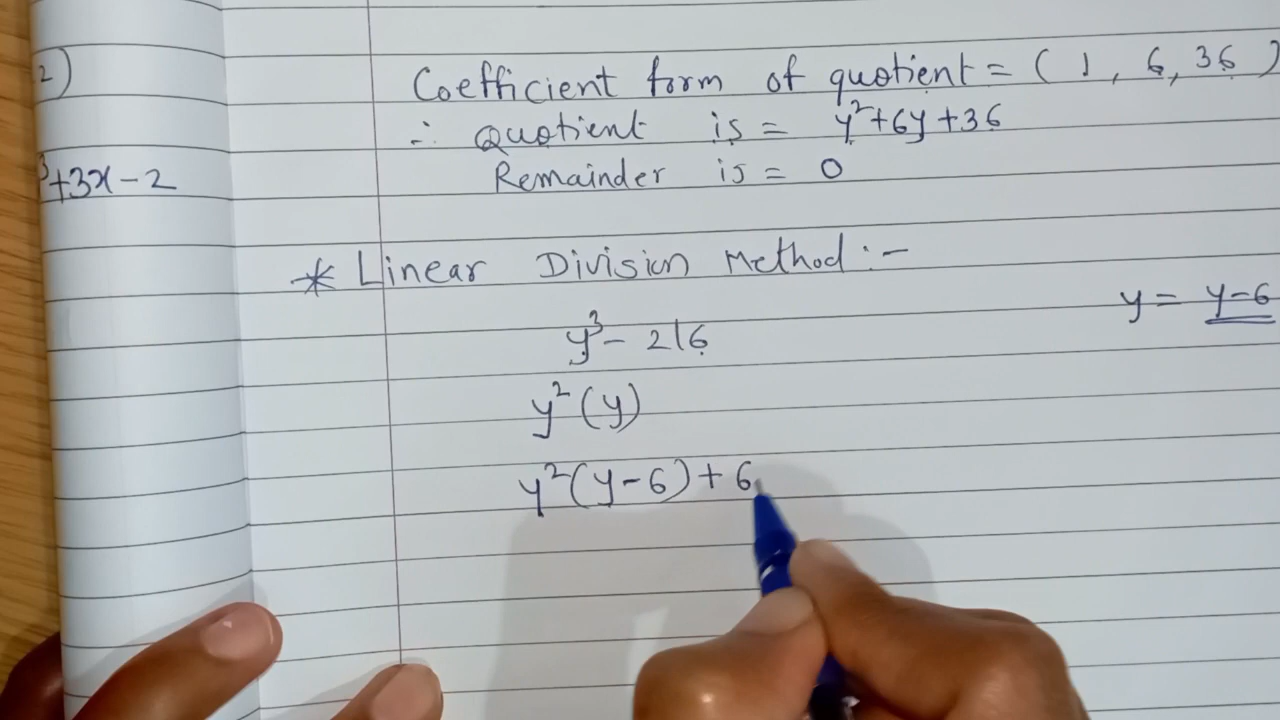 2)
Coefficient form of quotient = ( 1 , 6 , 36 )
∴ Quotient is = y²+6y+36
³+3x-2
Remainder is = 0
* Linear Division Method :-
y = y-6
y³ - 216
y² (y)
y² (y-6) + 6